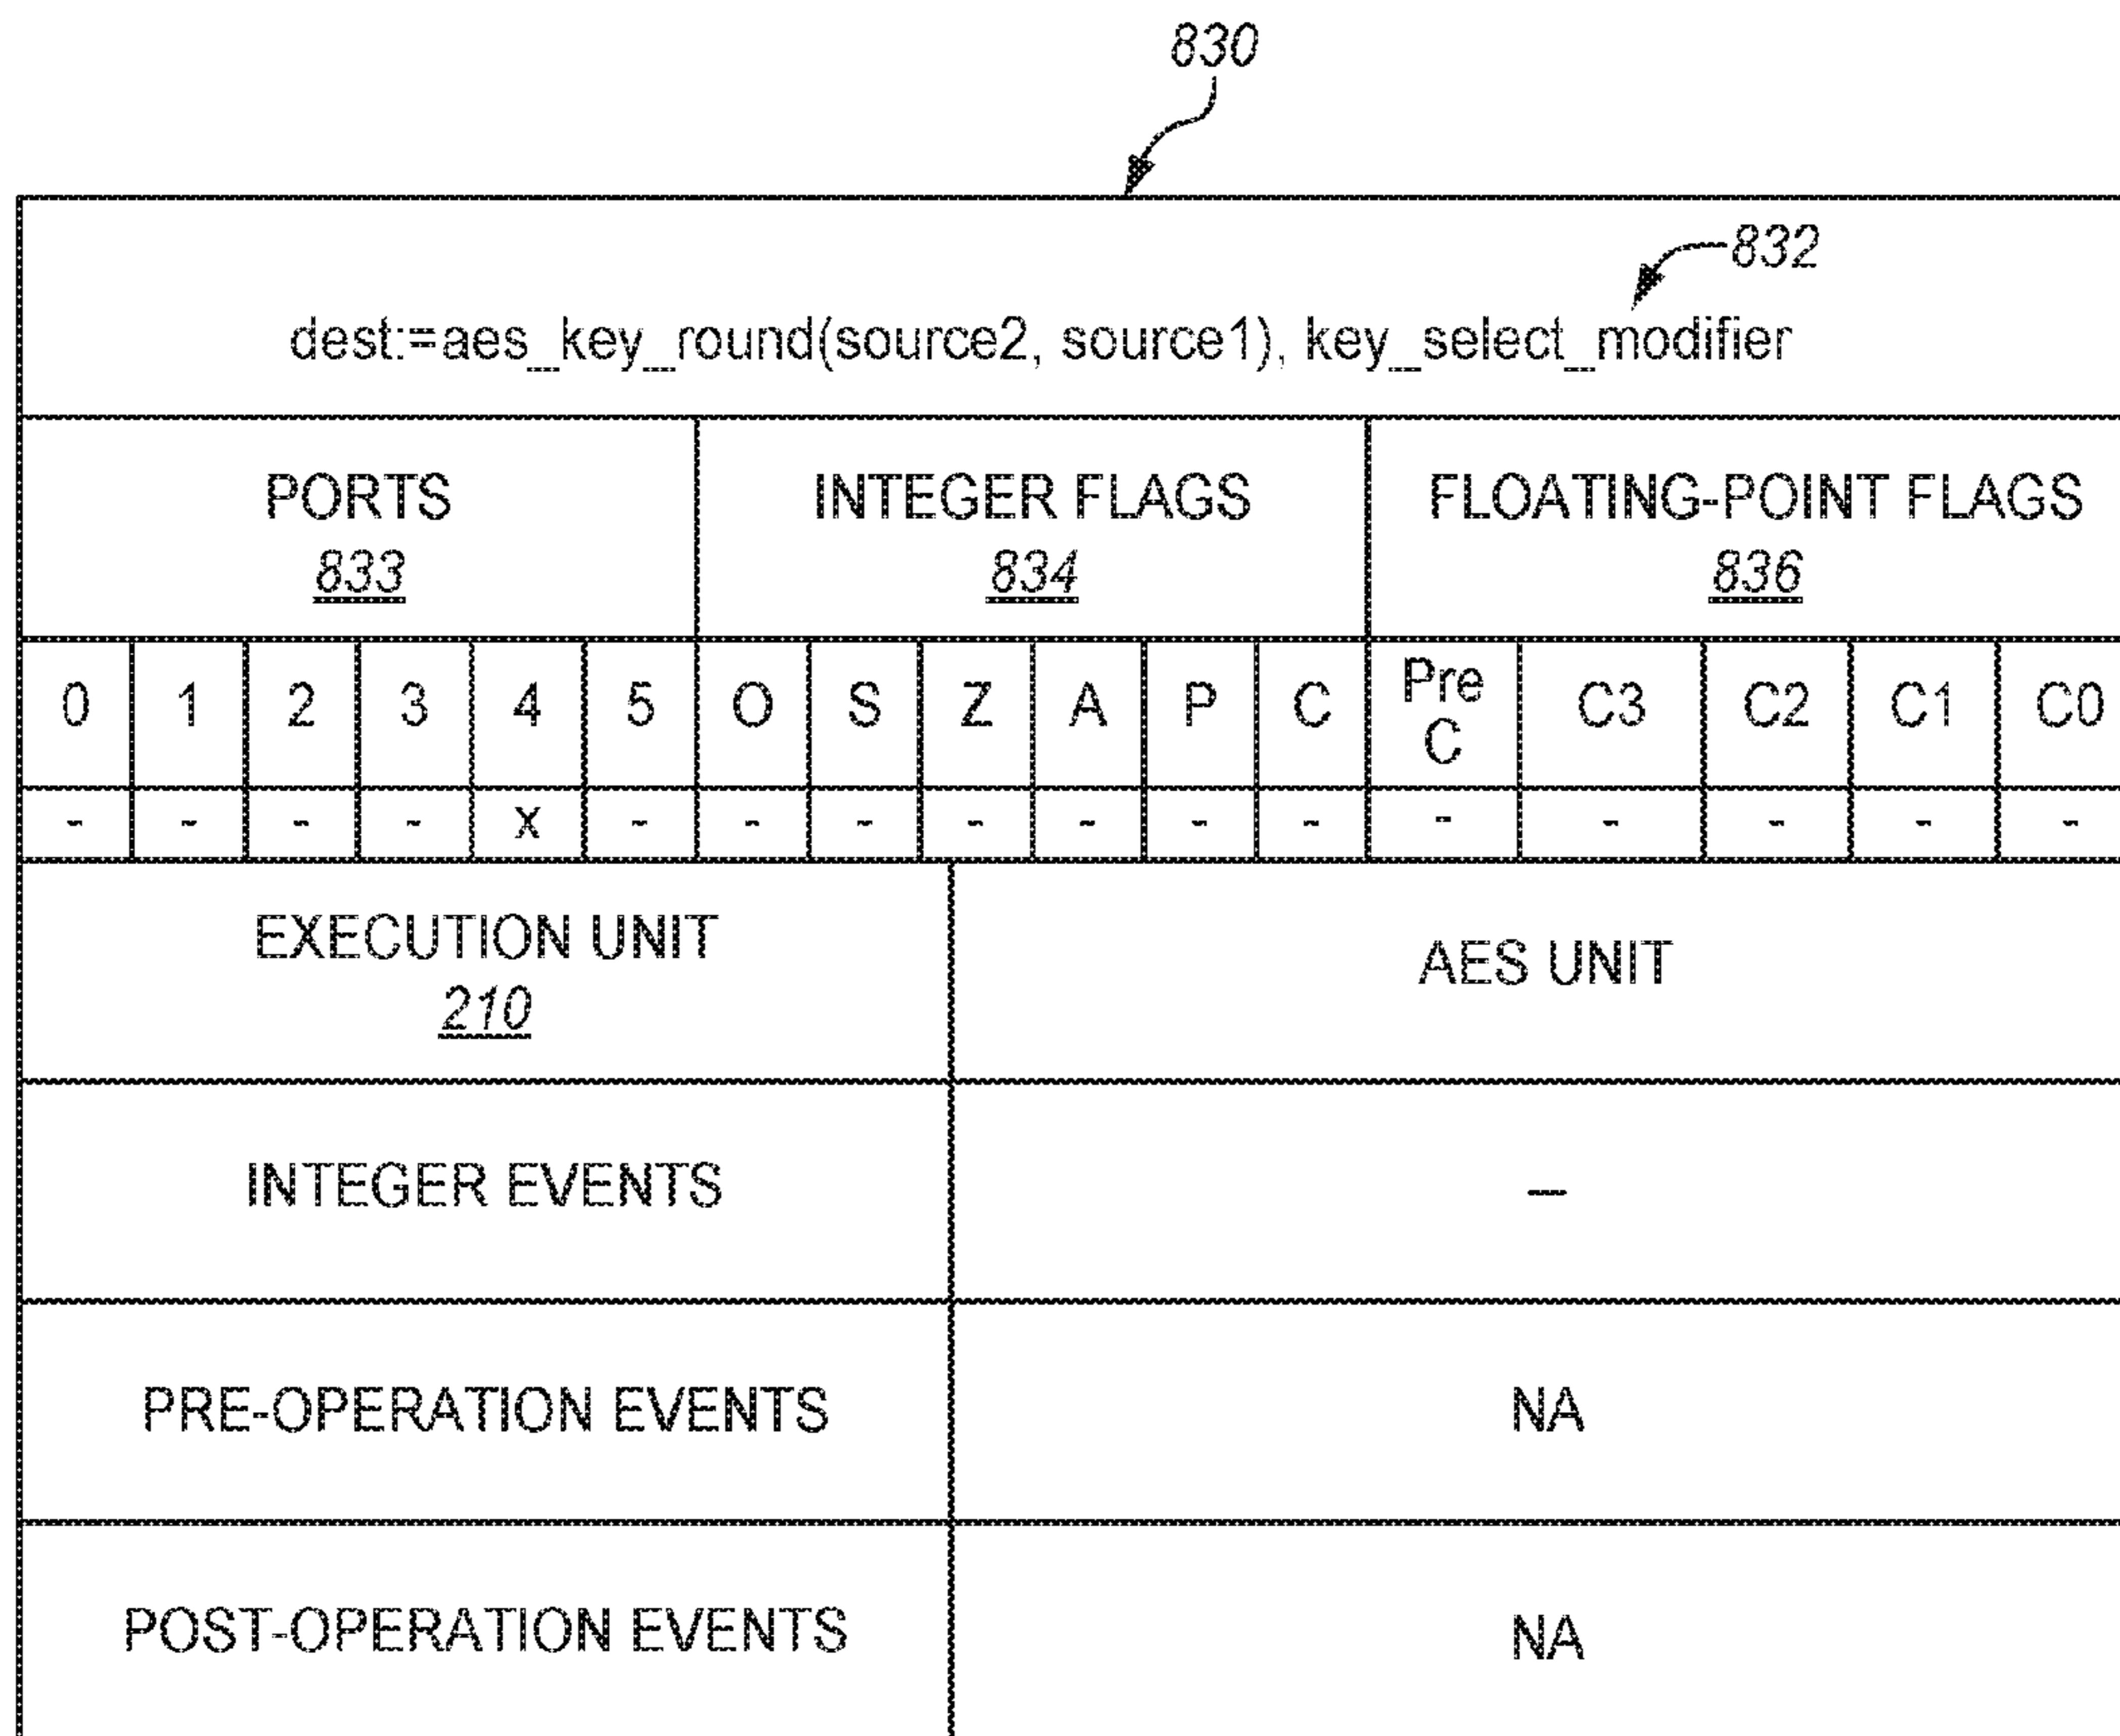 830
832
dest:=aes_key_round(source2, source1), key_select_modifier
PORTS INTEGER FLAGS FLOATING-POINT FLAGS
833 834 836
0 1 2 3 4 5 O S Z A P C Pre C C3 C2 C1 C0
- - - - x - - - - - - - - - - - -
EXECUTION UNIT AES UNIT
210
INTEGER EVENTS —
PRE-OPERATION EVENTS NA
POST-OPERATION EVENTS NA